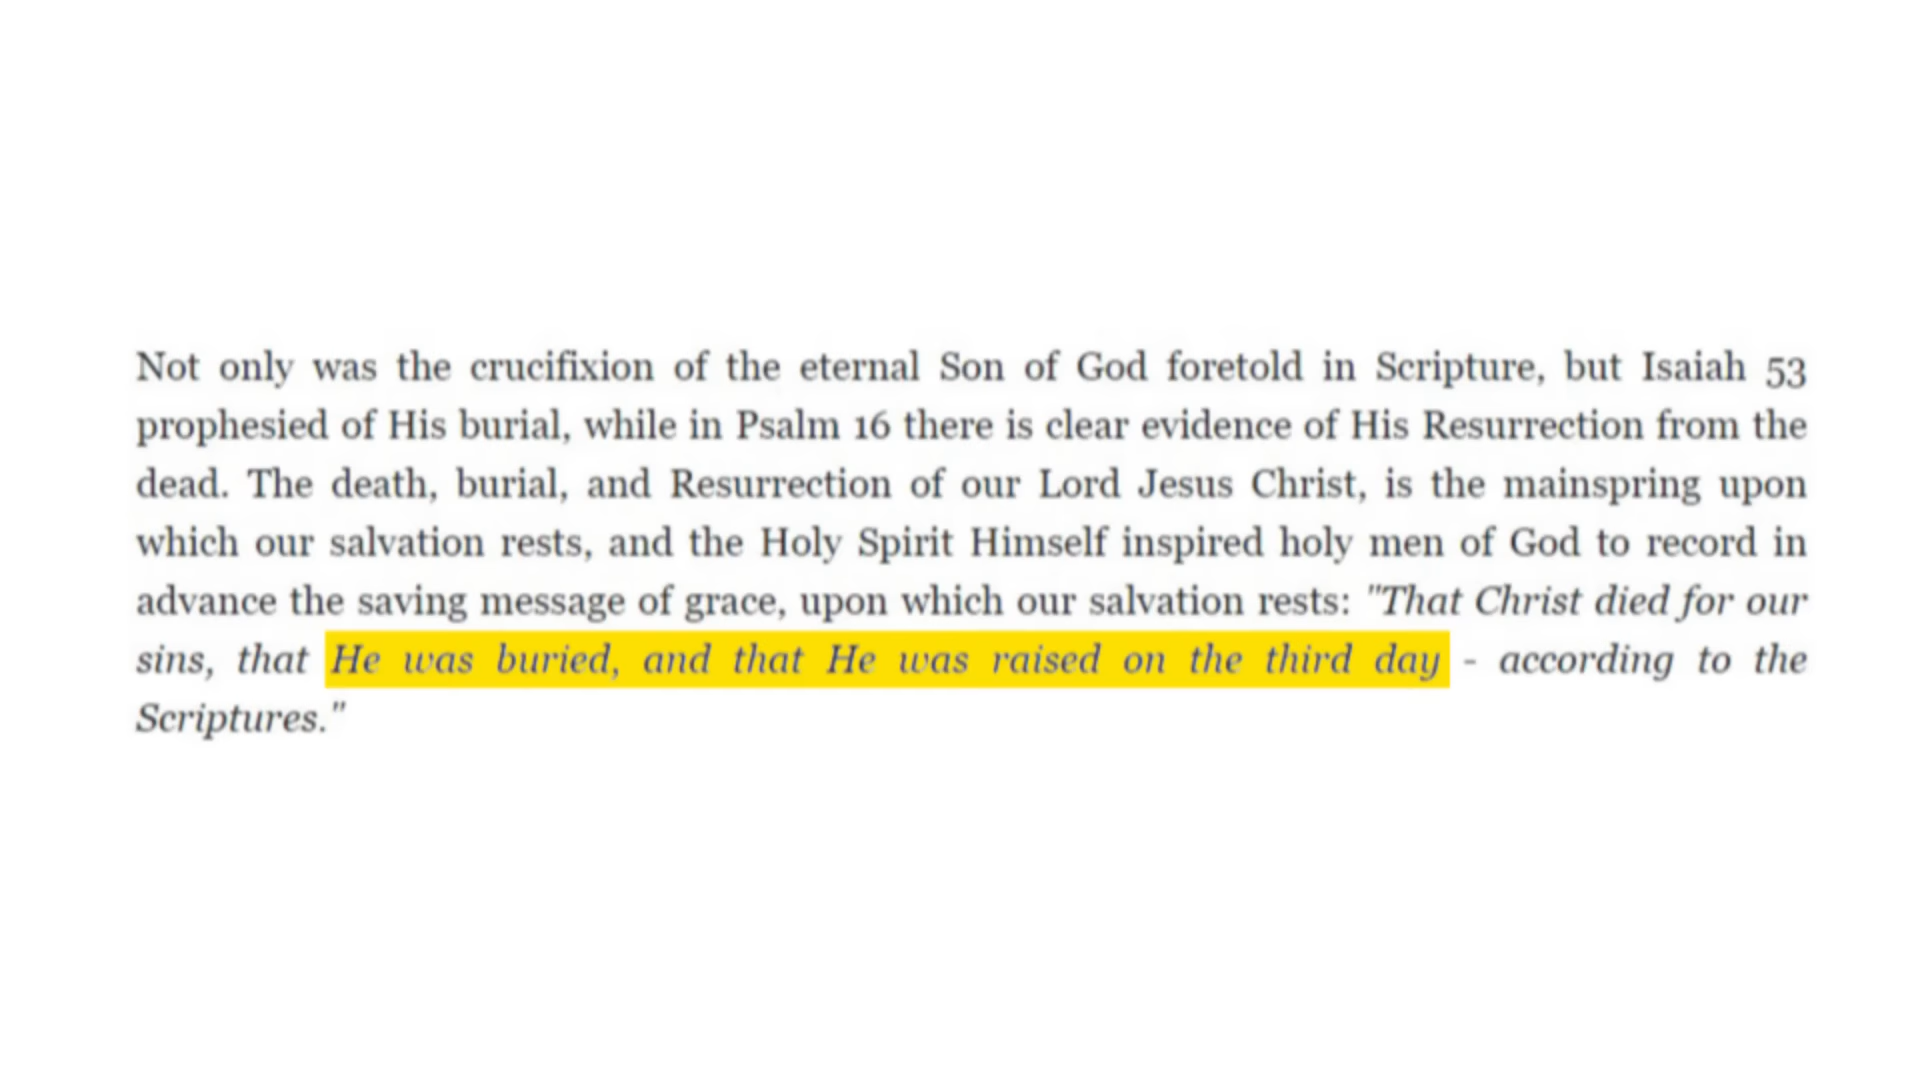 Not only was the crucifixion of the eternal Son of God foretold in Scripture, but Isaiah 53
prophesied of His burial, while in Psalm 16 there is clear evidence of His Resurrection from the
dead. The death, burial, and Resurrection of our Lord Jesus Christ, is the mainspring upon
which our salvation rests, and the Holy Spirit Himself inspired holy men of God to record in
advance the saving message of grace, upon which our salvation rests: "That Christ died for our
sins, that He was buried, and that He was raised on the third day - according to the
Scriptures."